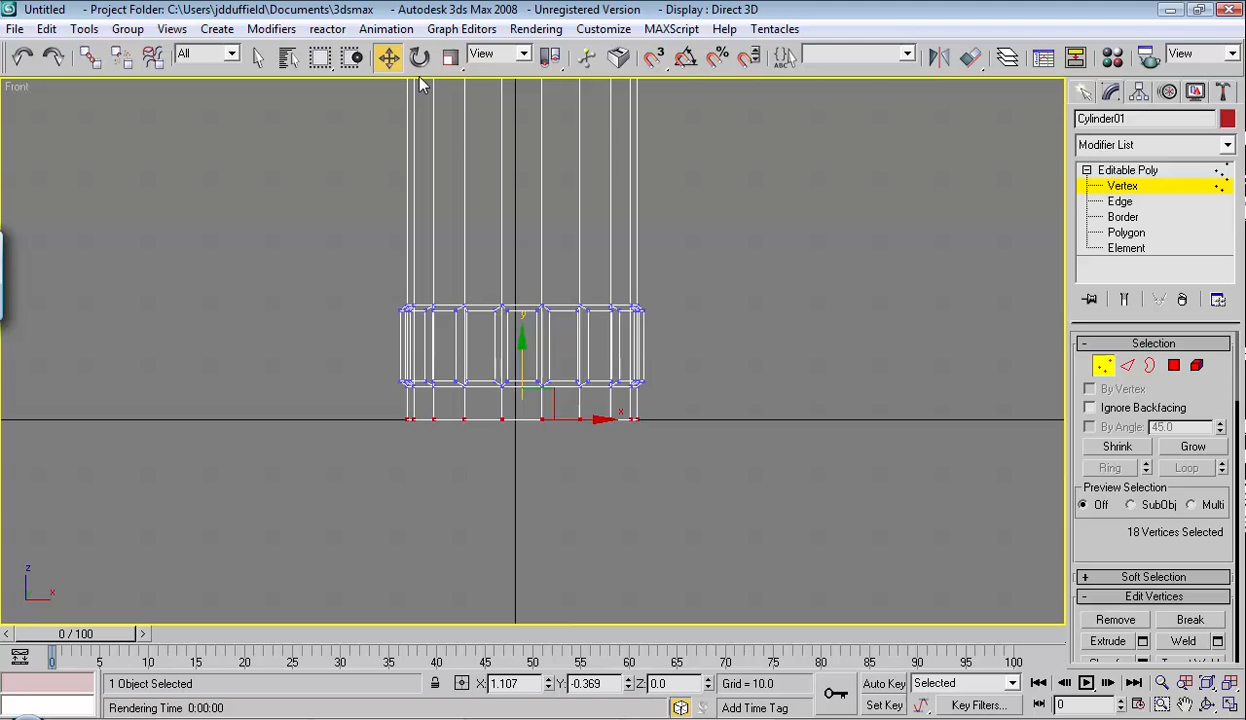 Untitled - Project Folder: C:\Users\jdduffield\Documents\3dsmax - Autodesk 3ds Max 2008 - Unregistered Version - Display : Direct 3D
File Edit Tools Group Views Create Modifiers reactor Animation Graph Editors Rendering Customize MAXScript Help Tentacles
All View View
Front
Cylinder01
Modifier List
Editable Poly
Vertex
Edge
Border
Polygon
Element
- Selection
By Vertex
Ignore Backfacing
By Angle: 45.0
Shrink Grow
Ring Loop
Preview Selection
Off SubObj Multi
18 Vertices Selected
+ Soft Selection
- Edit Vertices
Remove Break
Extrude Weld
y
x
z
x
< 0 / 100 >
0 5 10 15 20 25 30 35 40 45 50 55 60 65 70 75 80 85 90 95 100
1 Object Selected X: 1.107 Y: -0.369 Z: 0.0 Grid = 10.0 Auto Key Selected
Rendering Time 0:00:00 Add Time Tag Set Key Key Filters... 0